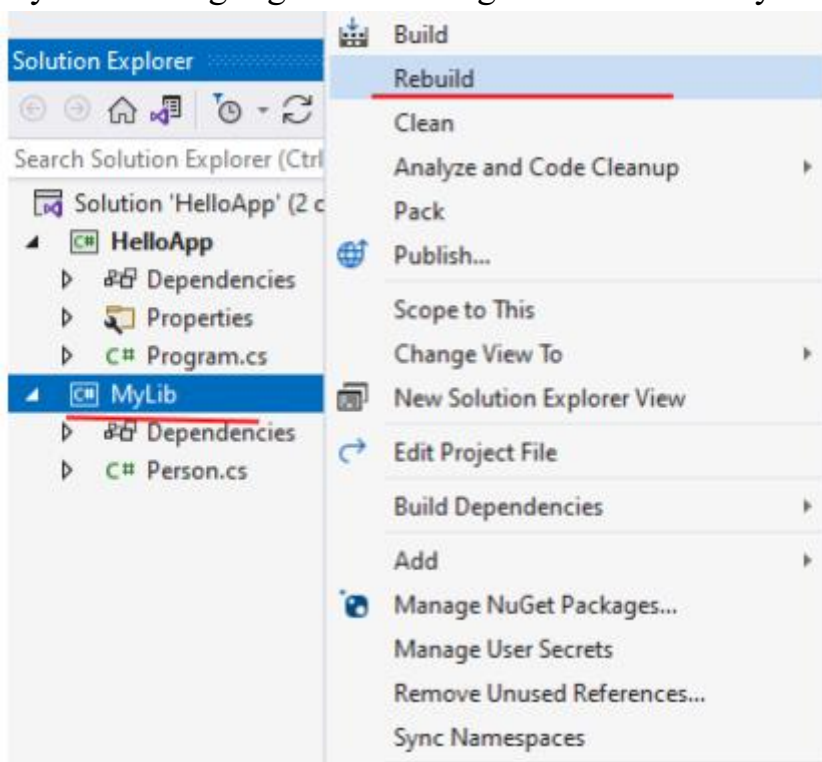 Solution Explorer
Search Solution Explorer (Ctrl
Solution 'HelloApp' (2
C# HelloApp
Dependencies
Properties
C# Program.cs
C# MyLib
Dependencies
C# Person.cs
Build
Rebuild
Clean
Analyze and Code Cleanup
Pack
Publish...
Scope to This
Change View To
New Solution Explorer View
Edit Project File
Build Dependencies
Add
Manage NuGet Packages...
Manage User Secrets
Remove Unused References...
Sync Namespaces